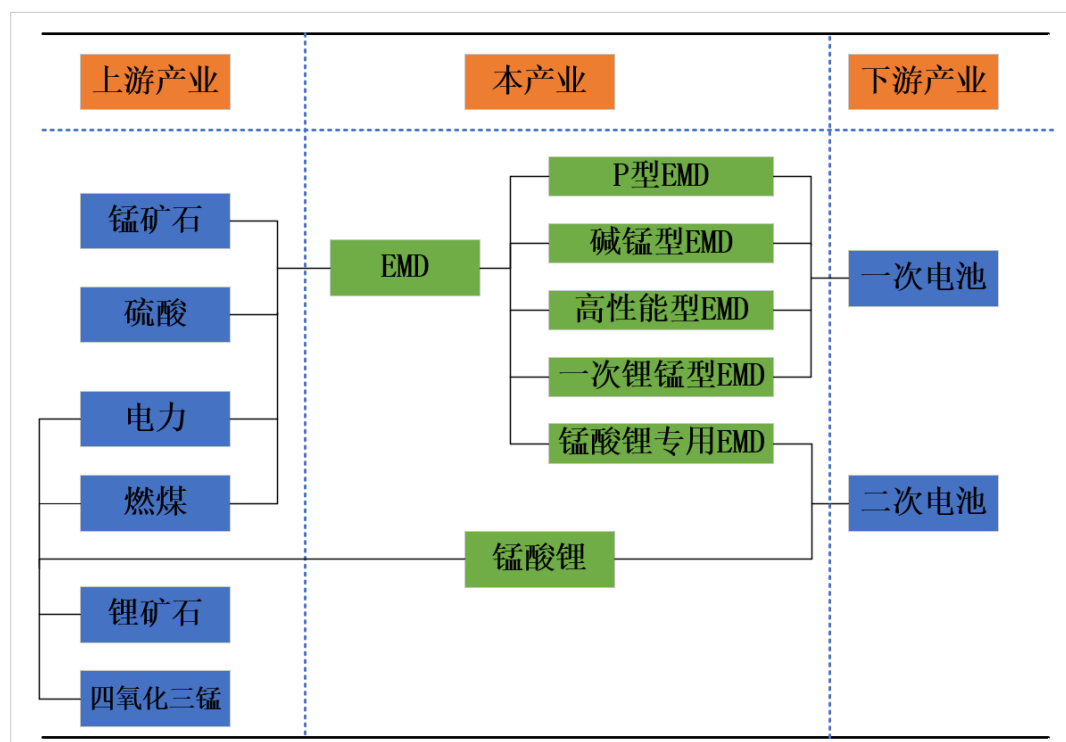 上游产业
本产业
下游产业
锰矿石
硫酸
电力
燃煤
锂矿石
四氧化三锰
EMD
P型EMD
碱锰型EMD
高性能型EMD
一次锂锰型EMD
锰酸锂专用EMD
锰酸锂
一次电池
二次电池